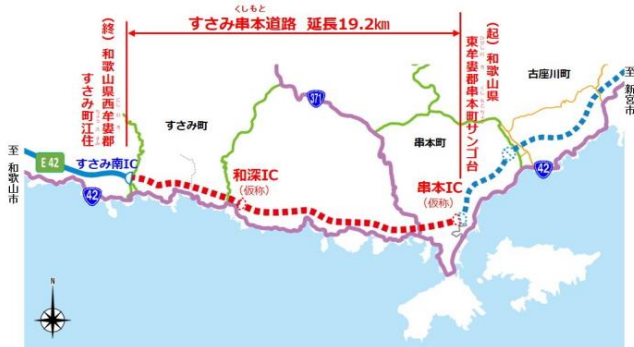 くしもと
すさみ串本道路 延長19.2km
(終)和歌山県西牟婁郡
すさみ町江住
(起)和歌山県
東牟婁郡串本町サンゴ台
371
古座川町
至 新宮市
すさみ町
串本町
E42
すさみ南IC
和深IC
(仮称)
串本IC
(仮称)
42
42
至 和歌山市
N